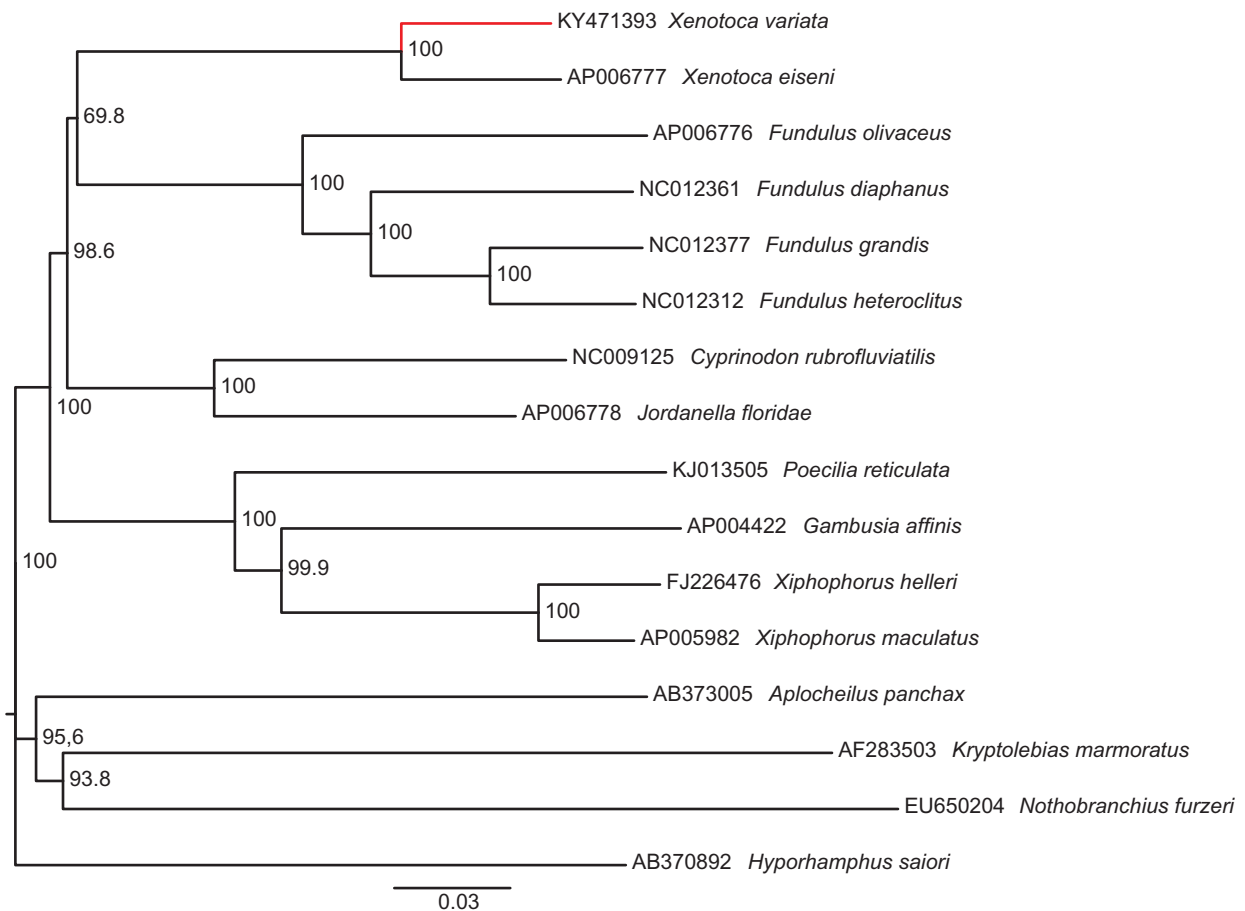 KY471393 Xenotoca variata
100
AP006777 Xenotoca eiseni
69.8
AP006776 Fundulus olivaceus
100
NC012361 Fundulus diaphanus
100
NC012377 Fundulus grandis
98.6
100
NC012312 Fundulus heteroclitus
NC009125 Cyprinodon rubrofluviatilis
100
100
AP006778 Jordanella floridae
KJ013505 Poecilia reticulata
100
AP004422 Gambusia affinis
100
99.9
FJ226476 Xiphophorus helleri
100
AP005982 Xiphophorus maculatus
AB373005 Aplocheilus panchax
95,6
AF283503 Kryptolebias marmoratus
93.8
EU650204 Nothobranchius furzeri
AB370892 Hyporhamphus saiori
0.03